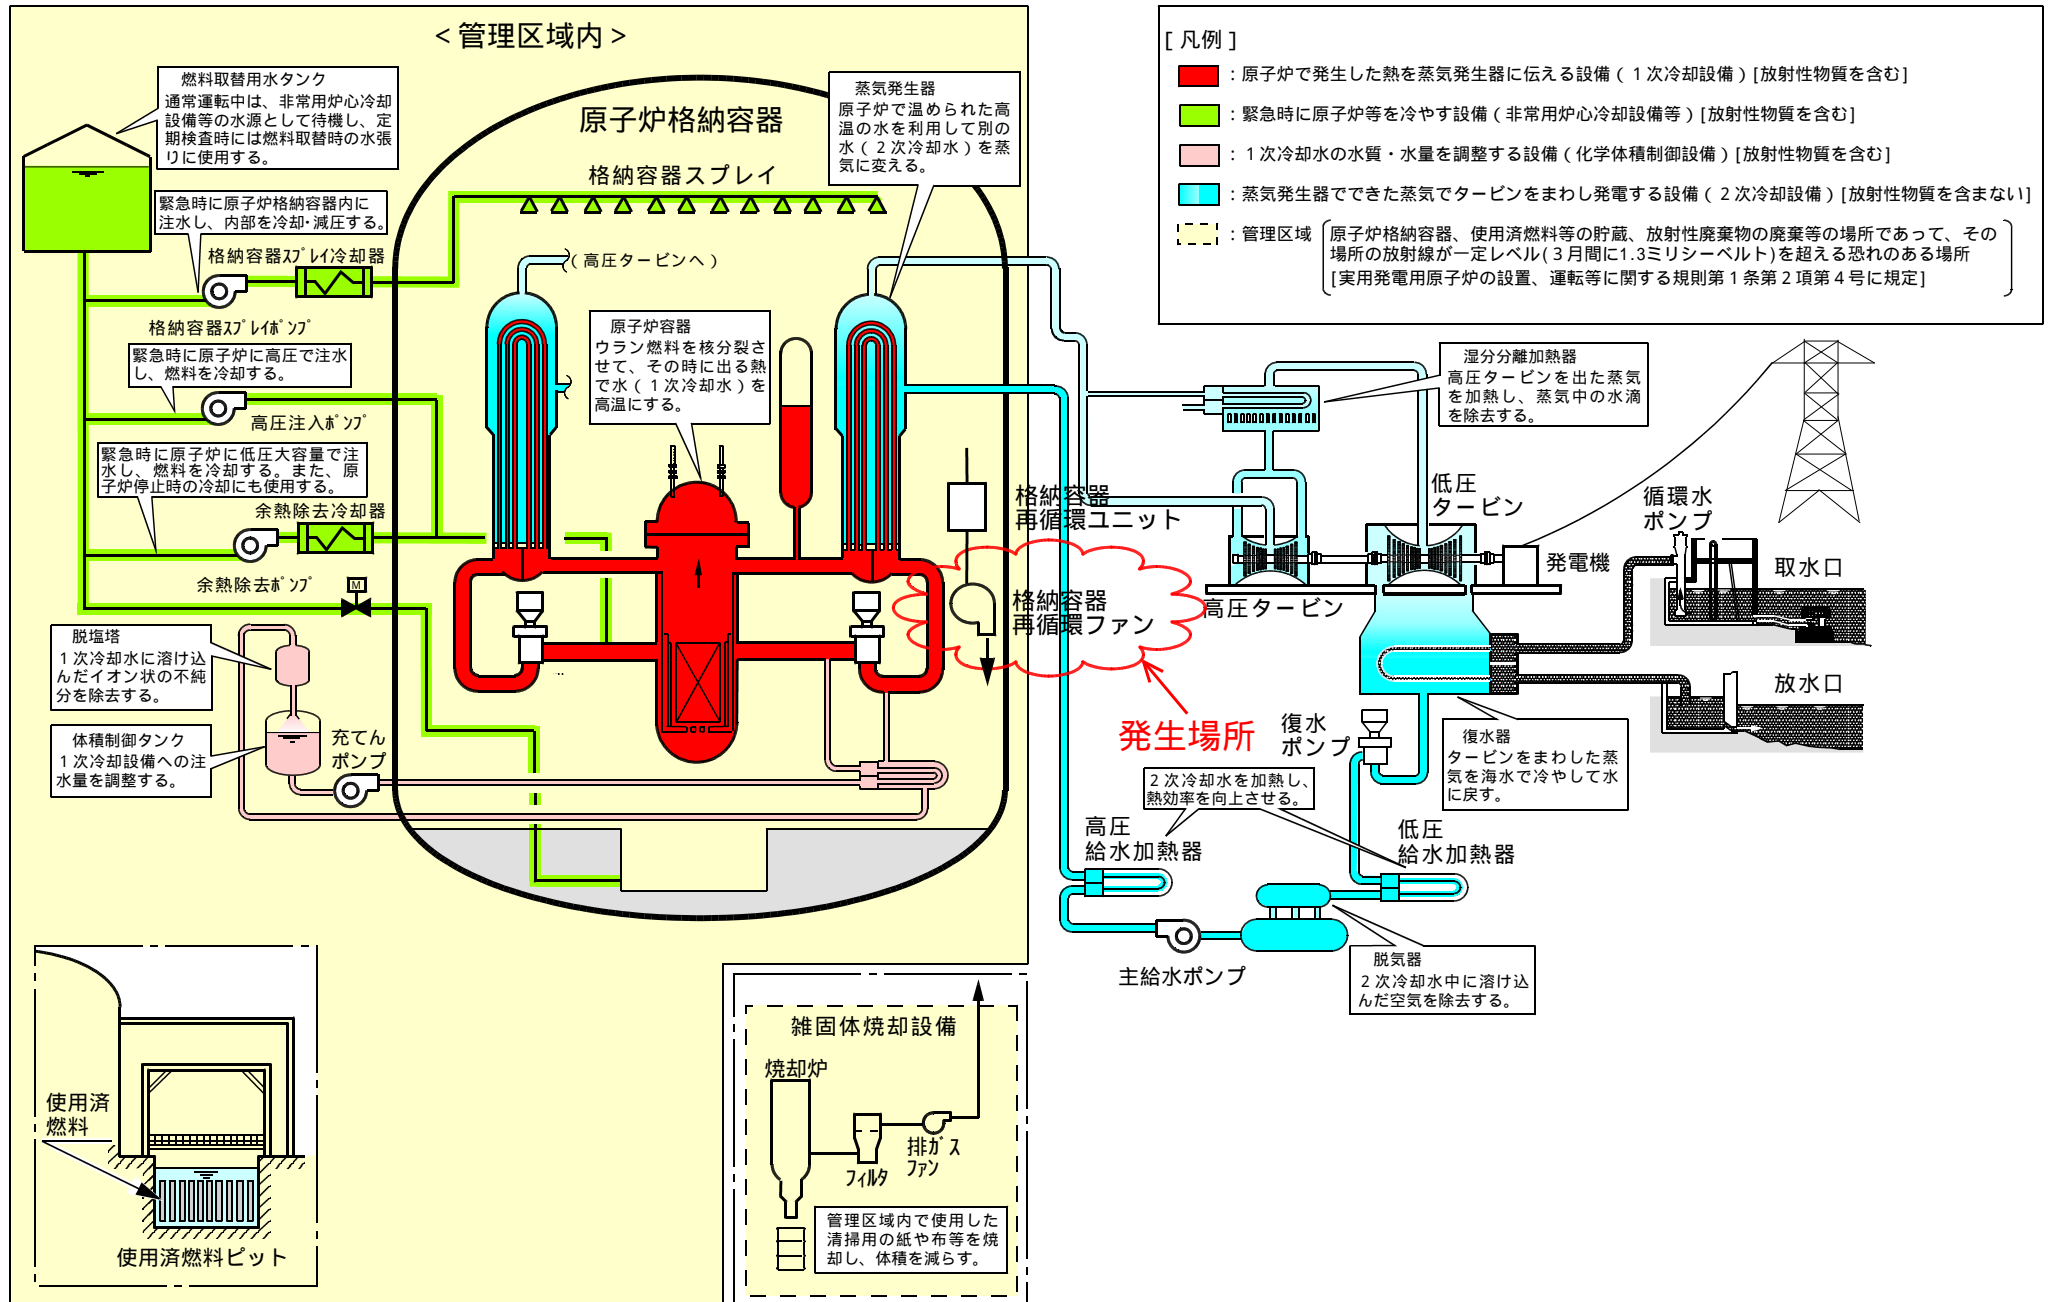 <管理区域内>
燃料取替用水タンク
通常運転中は、非常用炉心冷却
設備等の水源として待機し、定
期検査時には燃料取替時の水張
りに使用する。
緊急時に原子炉格納容器内に
注水し、内部を冷却・減圧する。
格納容器ｽﾌﾟﾚｲ冷却器
格納容器ｽﾌﾟﾚｲﾎﾟﾝﾌﾟ
緊急時に原子炉に高圧で注水
し、燃料を冷却する。
高圧注入ﾎﾟﾝﾌﾟ
緊急時に原子炉に低圧大容量で注
水し、燃料を冷却する。また、原
子炉停止時の冷却にも使用する。
余熱除去冷却器
余熱除去ﾎﾟﾝﾌﾟ
M
脱塩塔
１次冷却水に溶け込
んだイオン状の不純
分を除去する。
体積制御タンク
１次冷却設備への注
水量を調整する。
充てん
ポンプ
原子炉格納容器
格納容器スプレイ
蒸気発生器
原子炉で温められた高
温の水を利用して別の
水（２次冷却水）を蒸
気に変える。
（高圧タービンへ）
原子炉容器
ウラン燃料を核分裂さ
せて、その時に出る熱
で水（１次冷却水）を
高温にする。
格納容器
再循環ユニット
格納容器
再循環ファン
発生場所
[凡例]
：原子炉で発生した熱を蒸気発生器に伝える設備（１次冷却設備）[放射性物質を含む]
：緊急時に原子炉等を冷やす設備（非常用炉心冷却設備等）[放射性物質を含む]
：１次冷却水の水質・水量を調整する設備（化学体積制御設備）[放射性物質を含む]
：蒸気発生器でできた蒸気でタービンをまわし発電する設備（２次冷却設備）[放射性物質を含まない]
：管理区域
原子炉格納容器、使用済燃料等の貯蔵、放射性廃棄物の廃棄等の場所であって、その
場所の放射線が一定レベル(３月間に1.3ミリシーベルト)を超える恐れのある場所
[実用発電用原子炉の設置、運転等に関する規則第１条第２項第４号に規定]
湿分分離加熱器
高圧タービンを出た蒸気
を加熱し、蒸気中の水滴
を除去する。
低圧
タービン
高圧タービン
発電機
循環水
ポンプ
取水口
放水口
復水
ポンプ
復水器
タービンをまわした蒸
気を海水で冷やして水
に戻す。
２次冷却水を加熱し、
熱効率を向上させる。
高圧
給水加熱器
低圧
給水加熱器
主給水ポンプ
脱気器
２次冷却水中に溶け込
んだ空気を除去する。
使用済
燃料
使用済燃料ピット
雑固体焼却設備
焼却炉
フィルタ
排ｶﾞｽ
ファン
管理区域内で使用した
清掃用の紙や布等を焼
却し、体積を減らす。